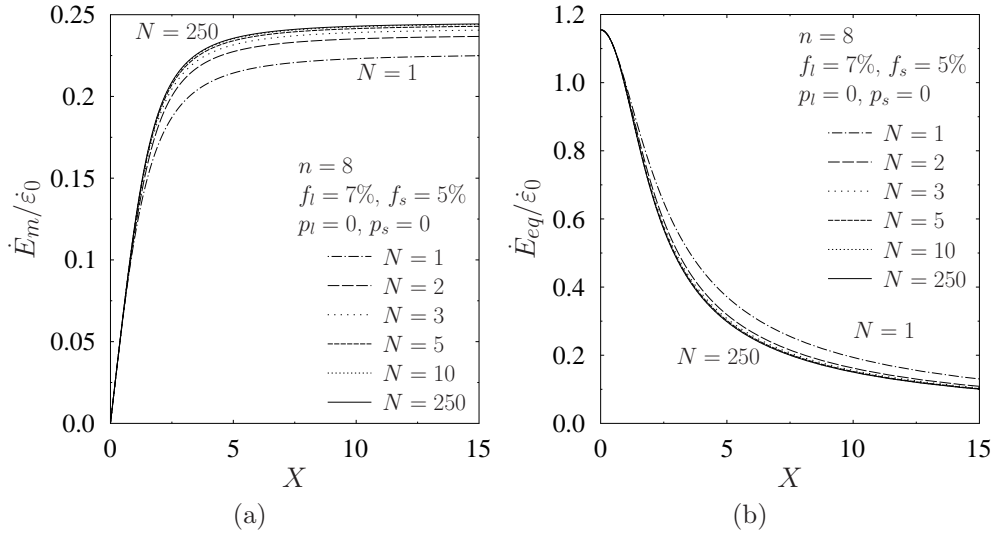 0.25
0.20
0.15
0.10
0.05
0.0
Ė_m/ε̇_0
N = 250
N = 1
n = 8
f_l = 7%, f_s = 5%
p_l = 0, p_s = 0
N = 1
N = 2
N = 3
N = 5
N = 10
N = 250
0 5 10 15
X
(a)
1.2
1.0
0.8
0.6
0.4
0.2
0.0
Ė_eq/ε̇_0
n = 8
f_l = 7%, f_s = 5%
p_l = 0, p_s = 0
N = 1
N = 2
N = 3
N = 5
N = 10
N = 250
N = 1
N = 250
0 5 10 15
X
(b)